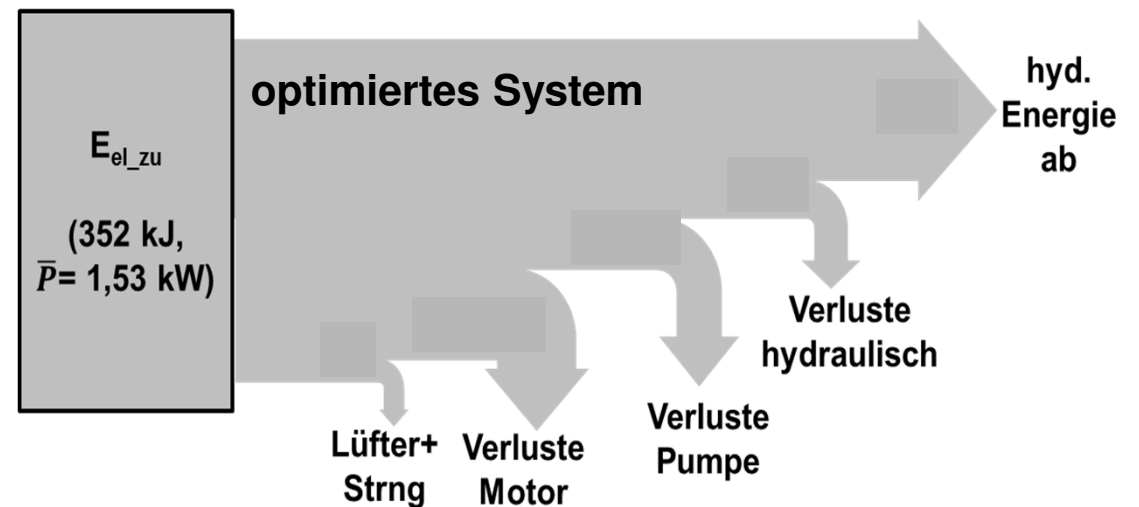 optimiertes System
E_el_zu
(352 kJ,
P̅= 1,53 kW)
hyd.
Energie
ab
Verluste
hydraulisch
Verluste
Pumpe
Verluste
Motor
Lüfter+
Strng